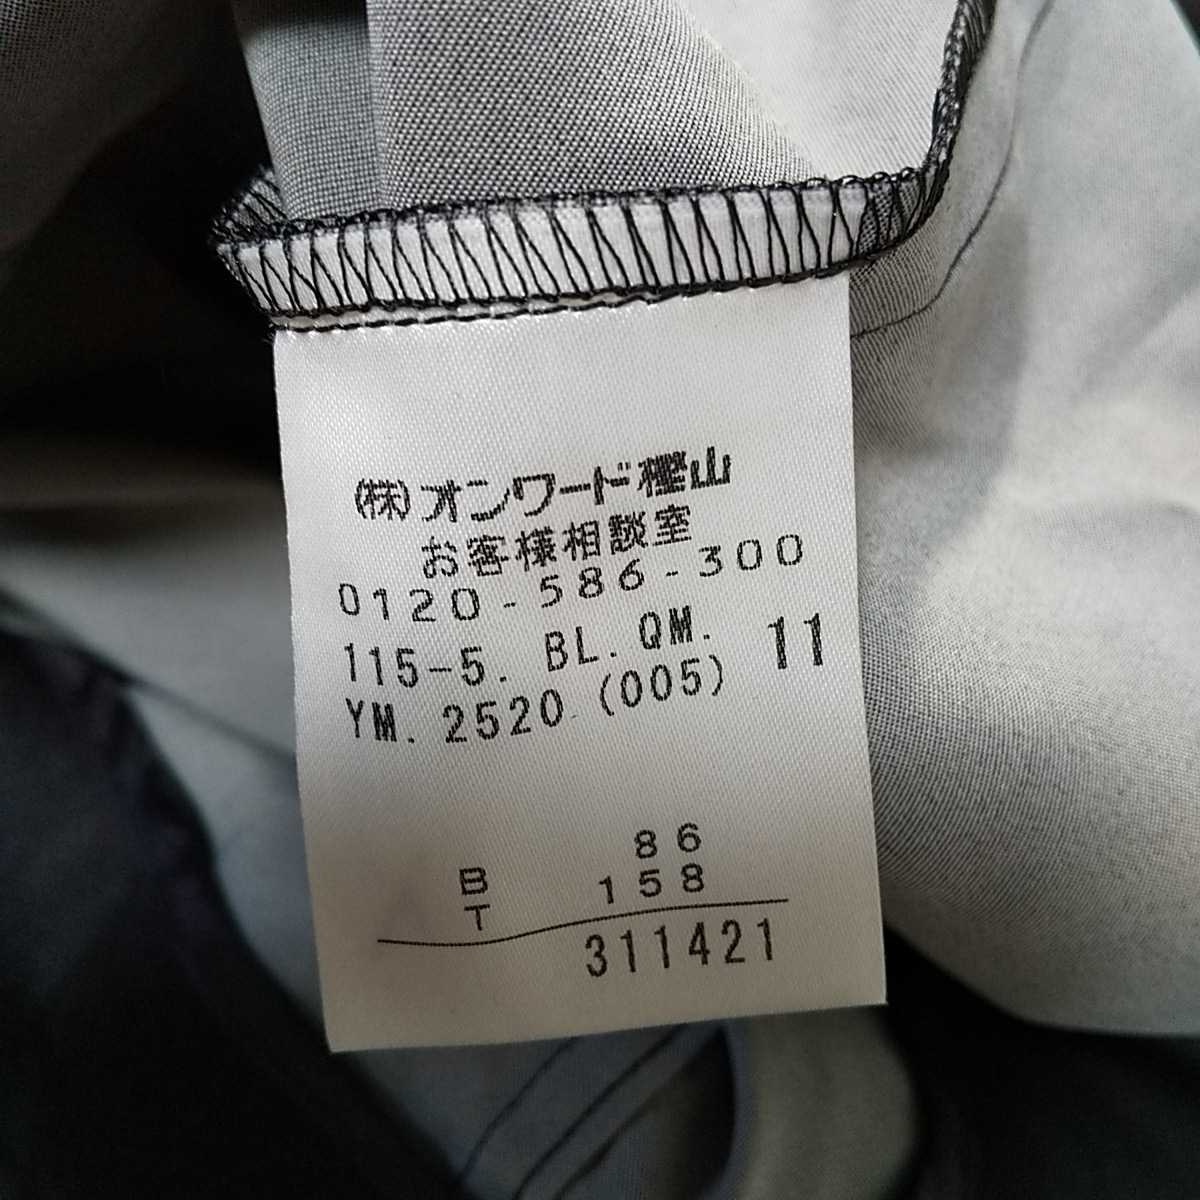 (株)オンワード樫山
お客様相談室
0120-586-300
115-5. BL.QM. 11
YM. 2520 (005)
B 86
T 158
311421